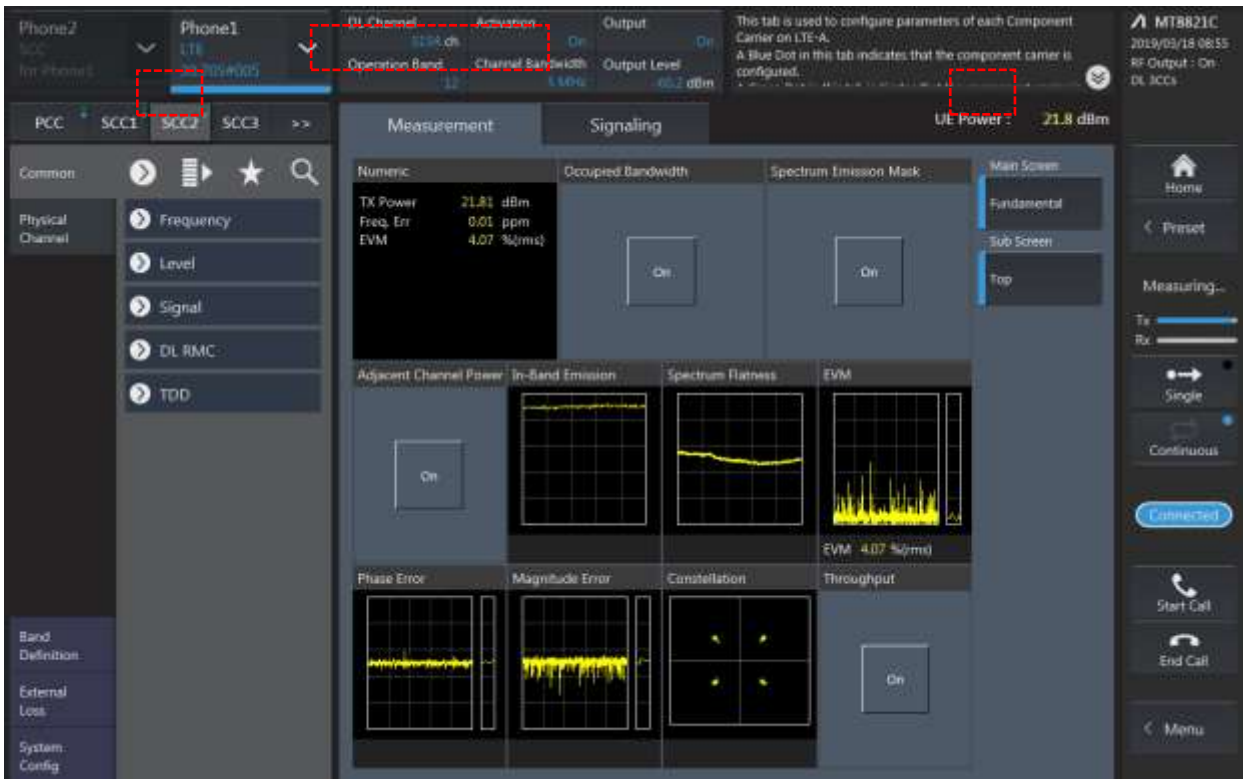 Phone2
SCC
for Phone1
Phone1
LTE
DL Channel
ch
Operation Band
12
Activation
On
Channel Bandwidth
5 MHz
Output
On
Output Level
dBm
This tab is used to configure parameters of each Component
Carrier on LTE-A.
A Blue Dot in this tab indicates that the component carrier is
configured.
MT8821C
2019/03/18 08:55
RF Output : On
DL 3CCs
PCC
SCC1
SCC2
SCC3
>>
Measurement
Signaling
UE Power :
21.8 dBm
Common
Physical
Channel
Frequency
Level
Signal
DL RMC
TDD
Band
Definition
External
Loss
System
Config
Numeric
TX Power 21.81 dBm
Freq. Err 0.01 ppm
EVM 4.07 %(rms)
Occupied Bandwidth
On
Spectrum Emission Mask
On
Main Screen
Fundamental
Sub Screen
Top
Adjacent Channel Power
On
In-Band Emission
Spectrum Flatness
EVM
EVM 4.07 %(rms)
Phase Error
Magnitude Error
Constellation
Throughput
On
Home
< Preset
Measuring...
Tx
Rx
Single
Continuous
Connected
Start Call
End Call
< Menu